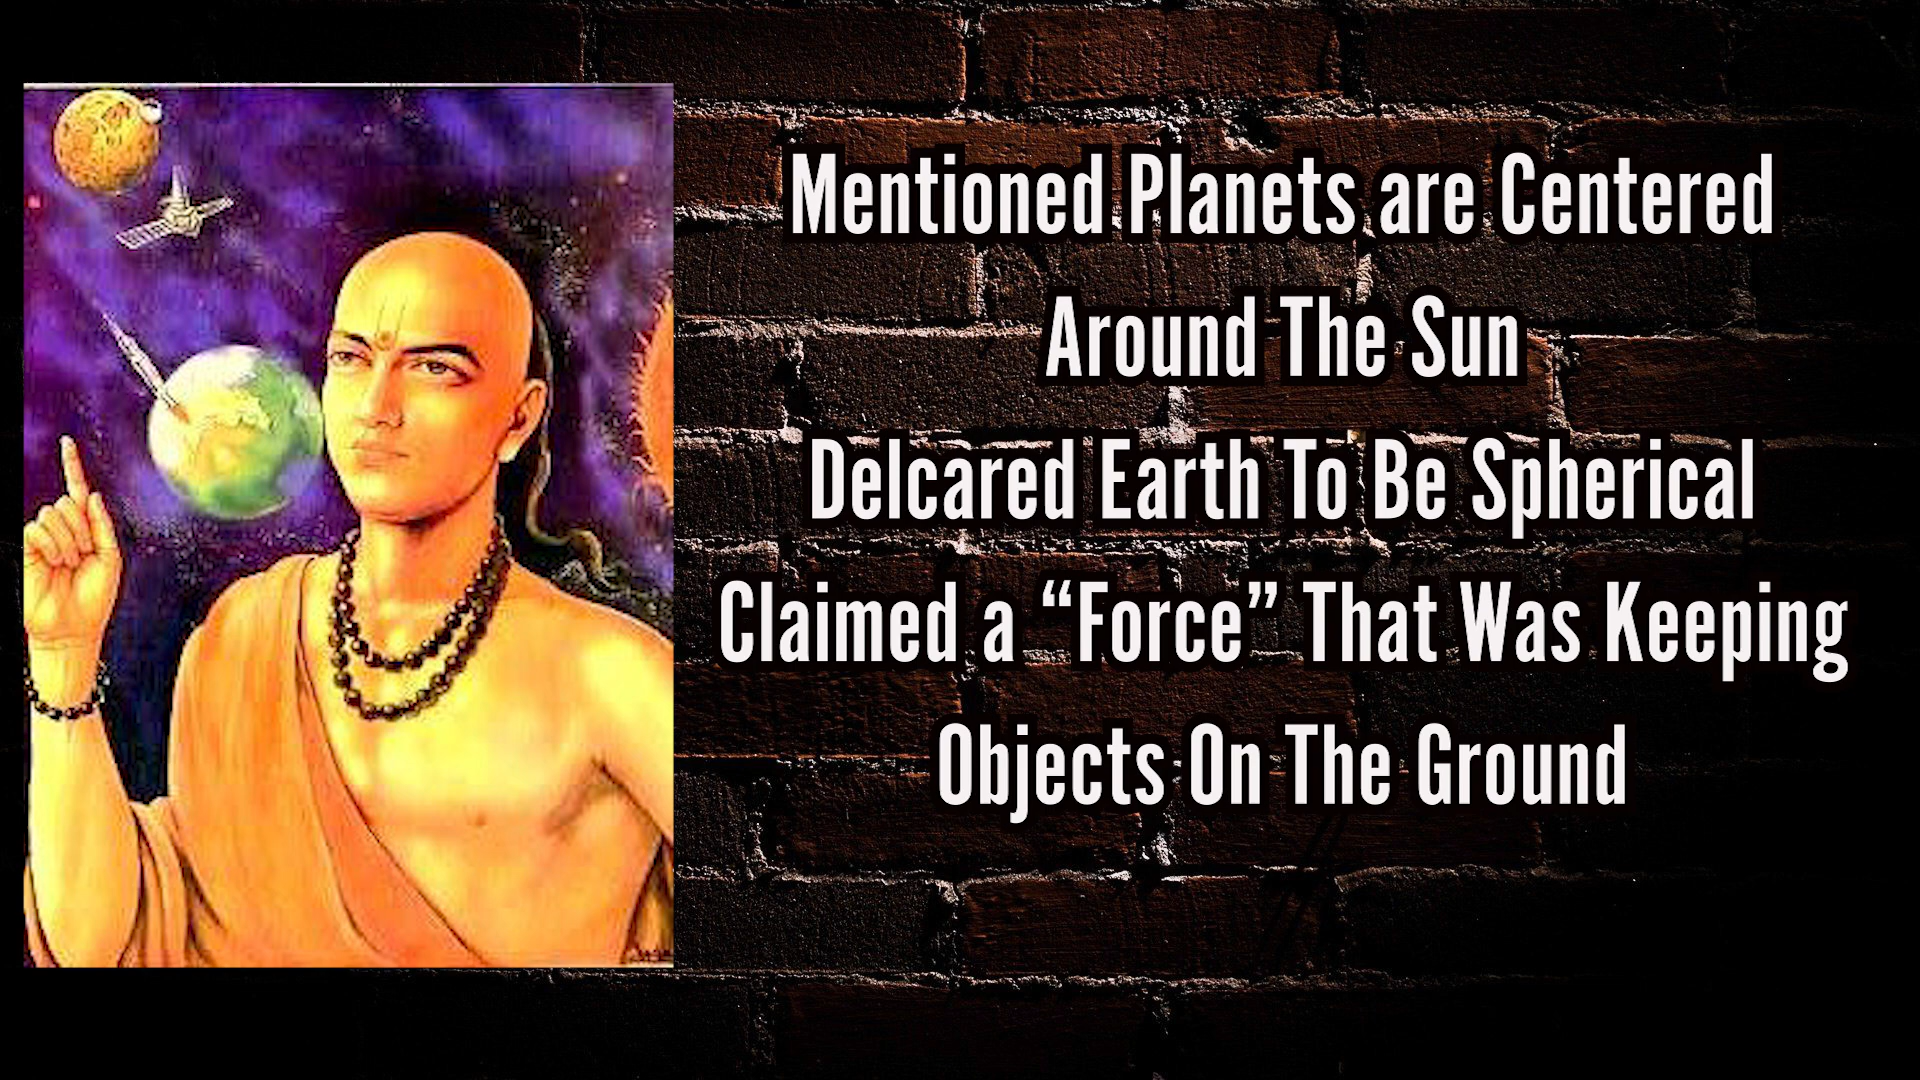 Mentioned Planets are Centered
Around The Sun
Delcared Earth To Be Spherical
Claimed a “Force” That Was Keeping
Objects On The Ground